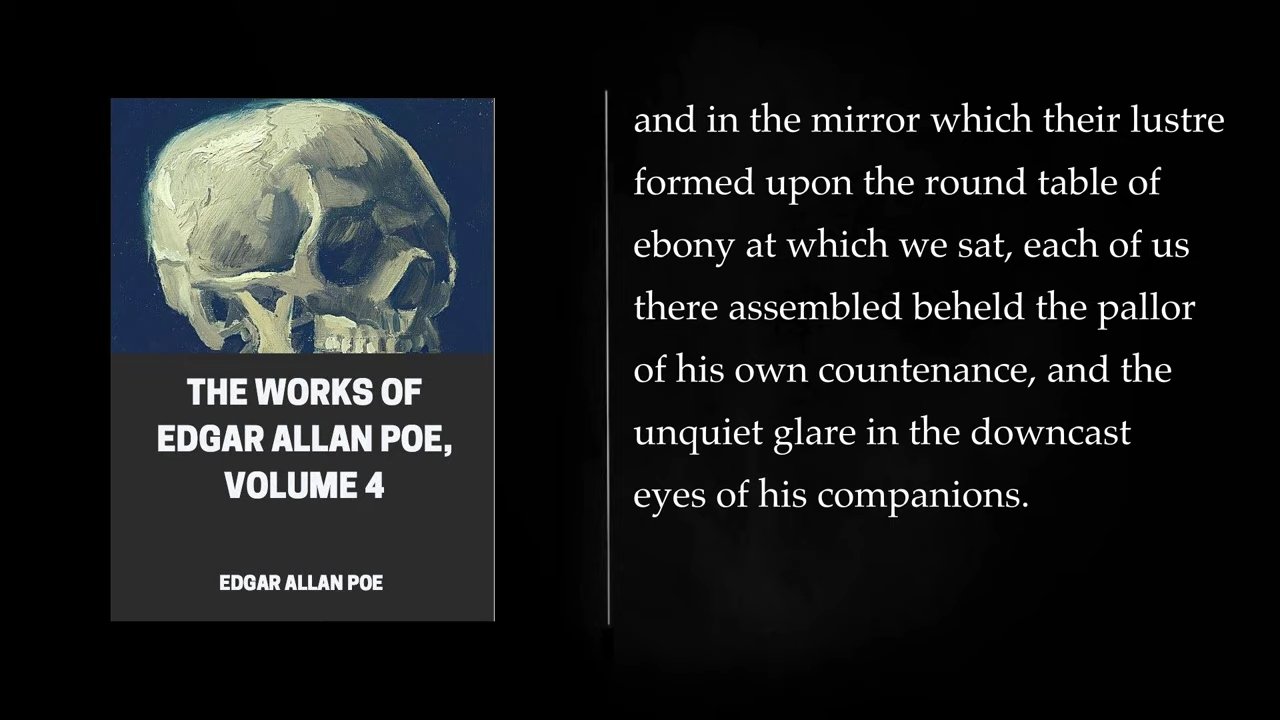 THE WORKS OF
EDGAR ALLAN POE,
VOLUME 4
EDGAR ALLAN POE
and in the mirror which their lustre
formed upon the round table of
ebony at which we sat, each of us
there assembled beheld the pallor
of his own countenance, and the
unquiet glare in the downcast
eyes of his companions.